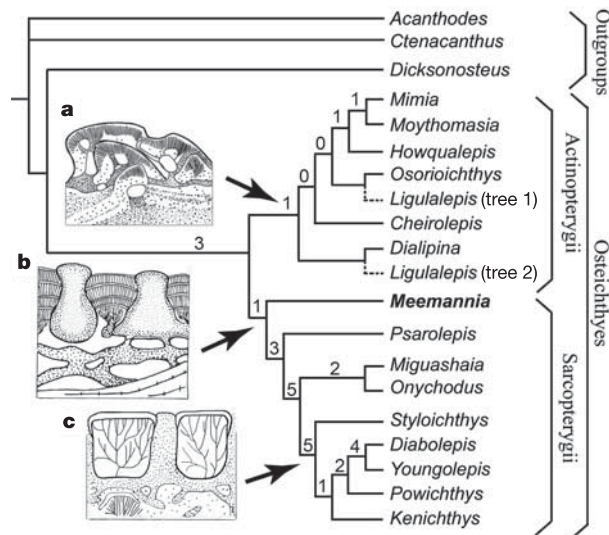 Acanthodes
Ctenacanthus
Dicksonosteus
Outgroups
a
1
Mimia
1
Moythomasia
0
Howqualepis
0
Osorioichthys
Ligulalepis (tree 1)
1
Cheirolepis
Dialipina
Ligulalepis (tree 2)
Actinopterygii
3
b
1
Meemannia
3
Psarolepis
5
2
Miguashaia
Onychodus
c
5
Styloichthys
4
Diabolepis
2
Youngolepis
1
Powichthys
Kenichthys
Sarcopterygii
Osteichthyes